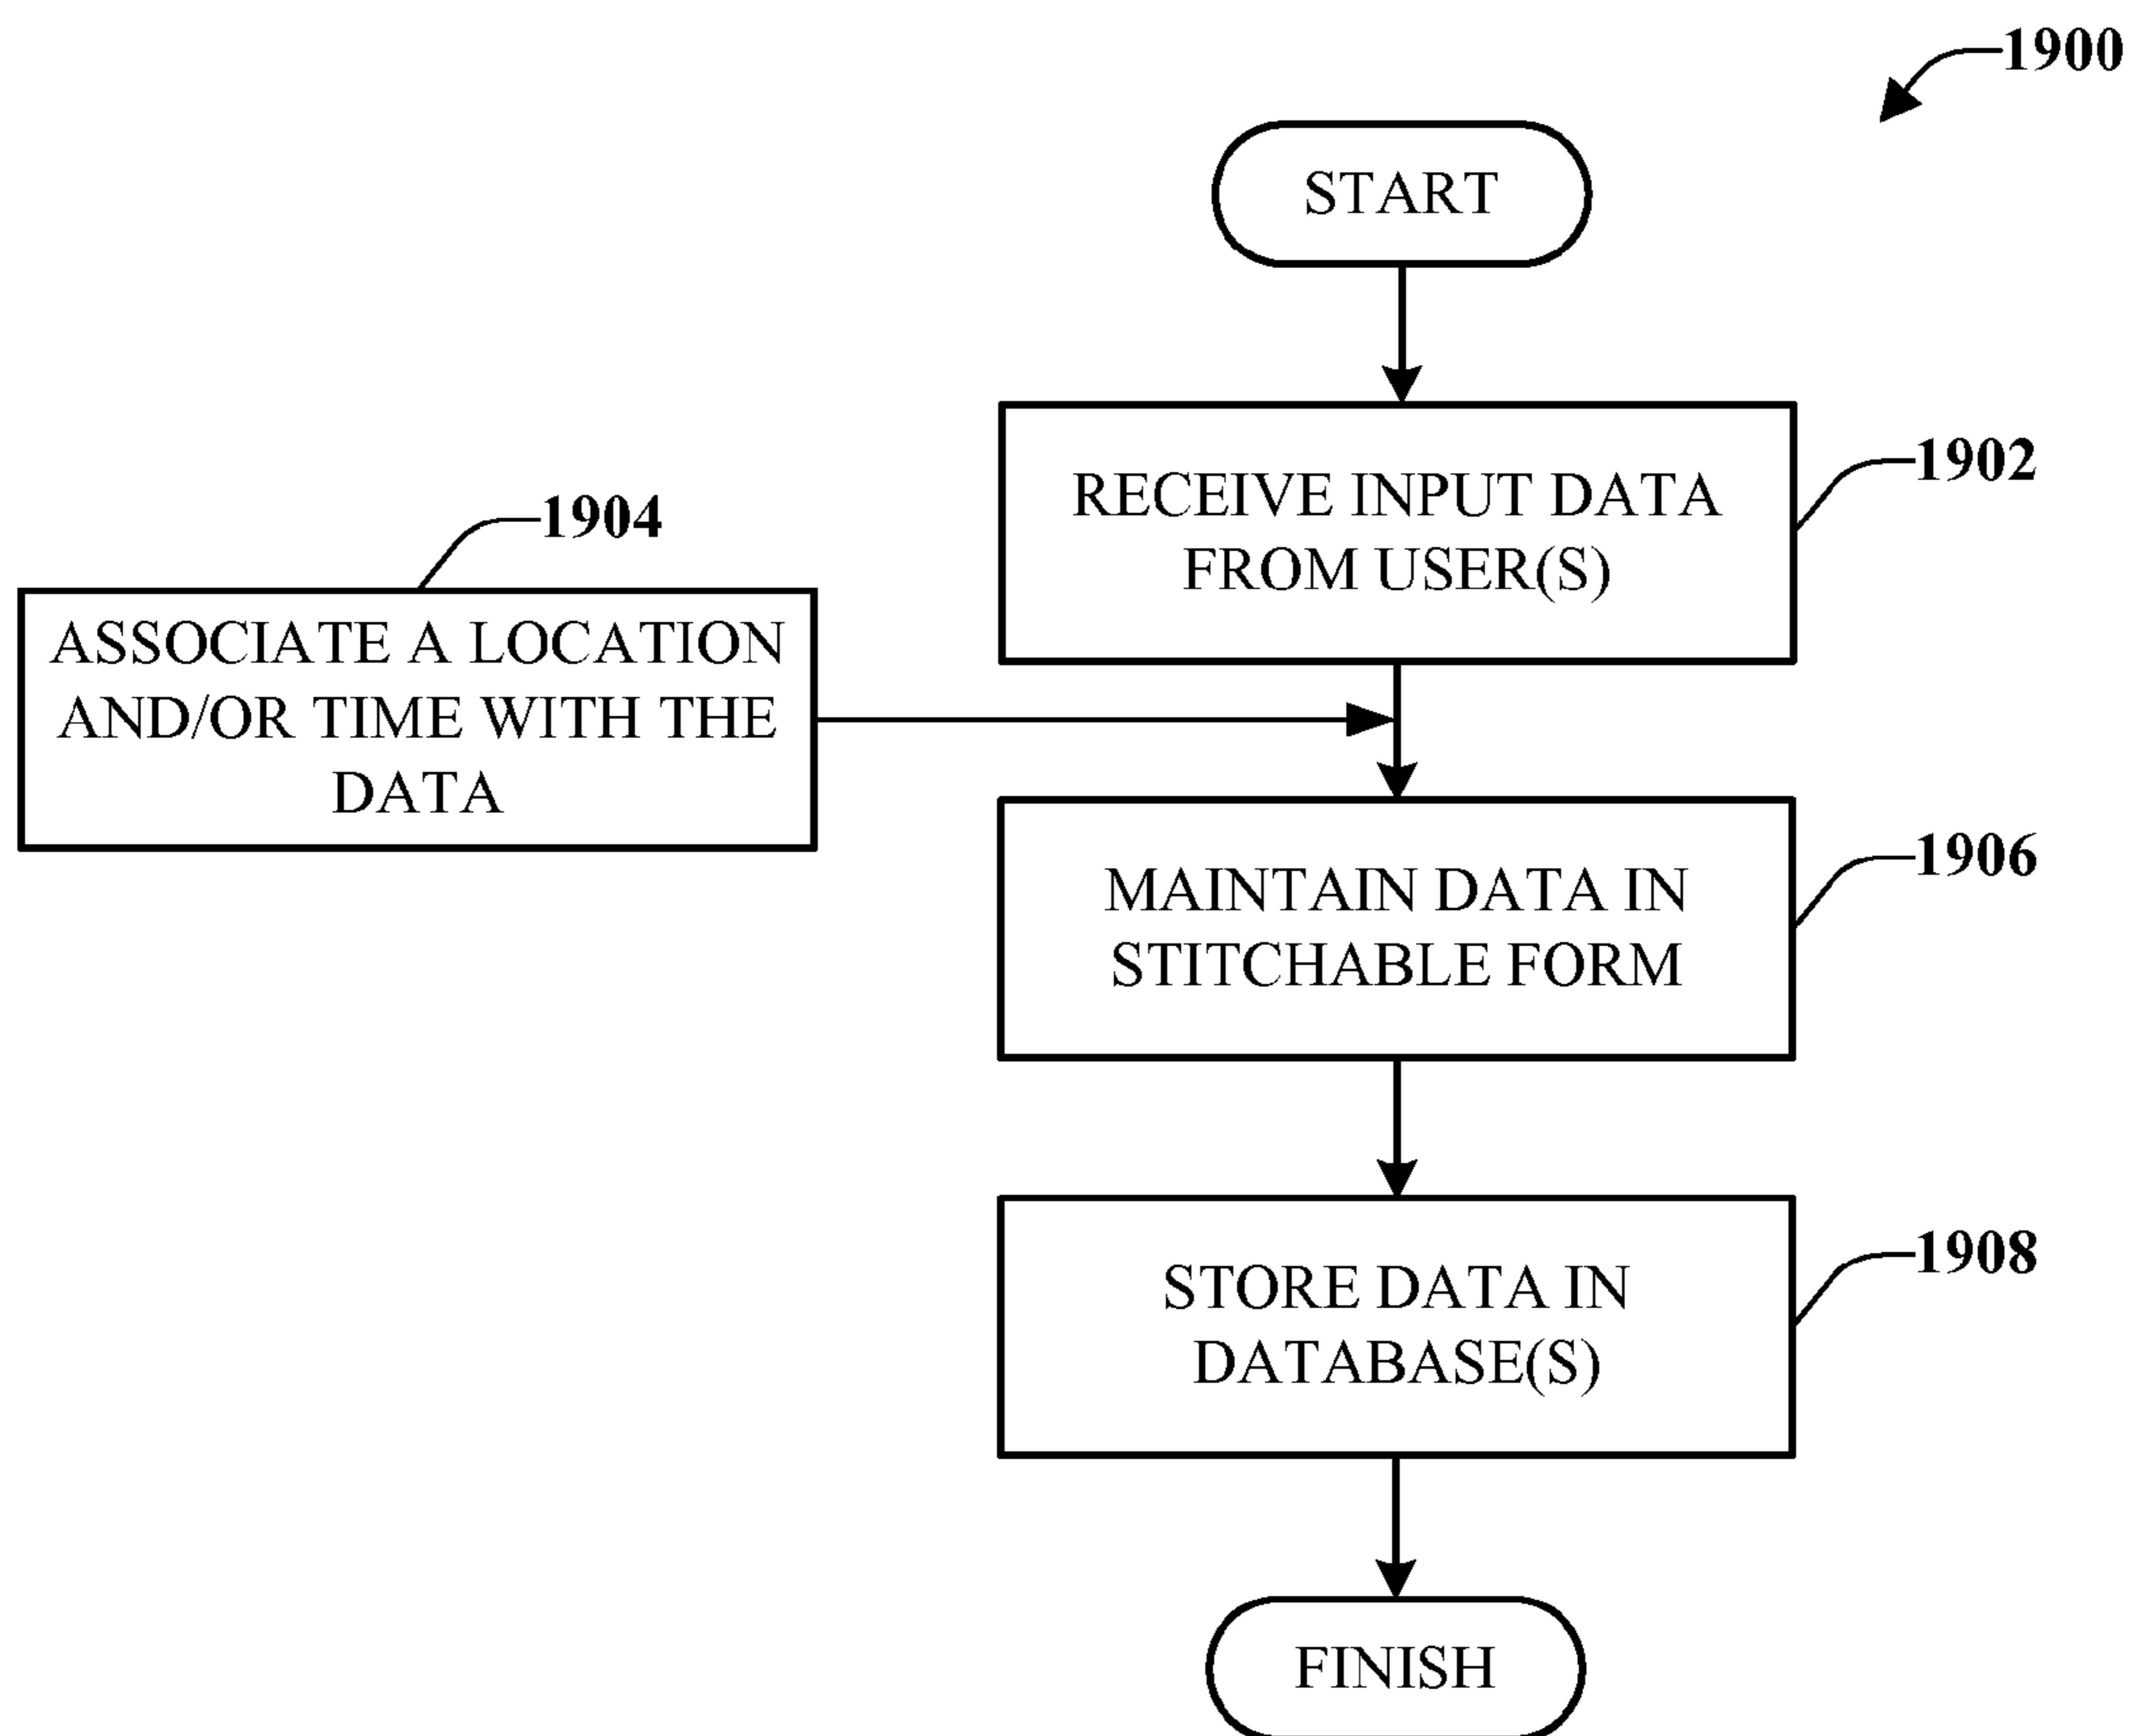 1900
START
RECEIVE INPUT DATA
FROM USER(S)
1902
1904
ASSOCIATE A LOCATION
AND/OR TIME WITH THE
DATA
MAINTAIN DATA IN
STITCHABLE FORM
1906
STORE DATA IN
DATABASE(S)
1908
FINISH